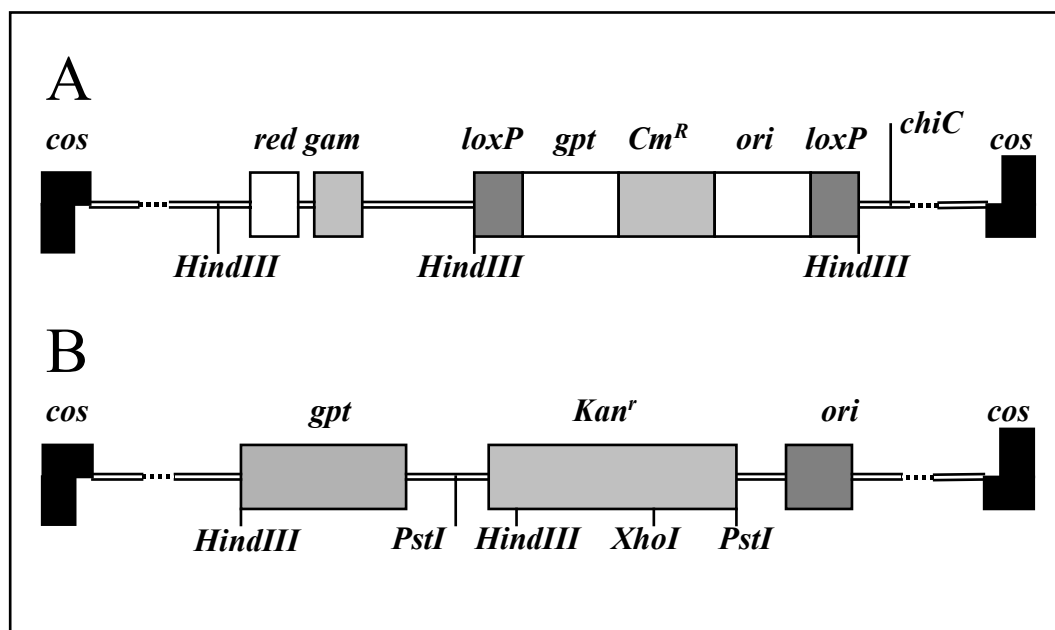 A
chiC
cos red gam loxP gpt Cm^R ori loxP cos
HindIII HindIII HindIII
B
cos gpt Kan^r ori cos
HindIII PstI HindIII XhoI PstI